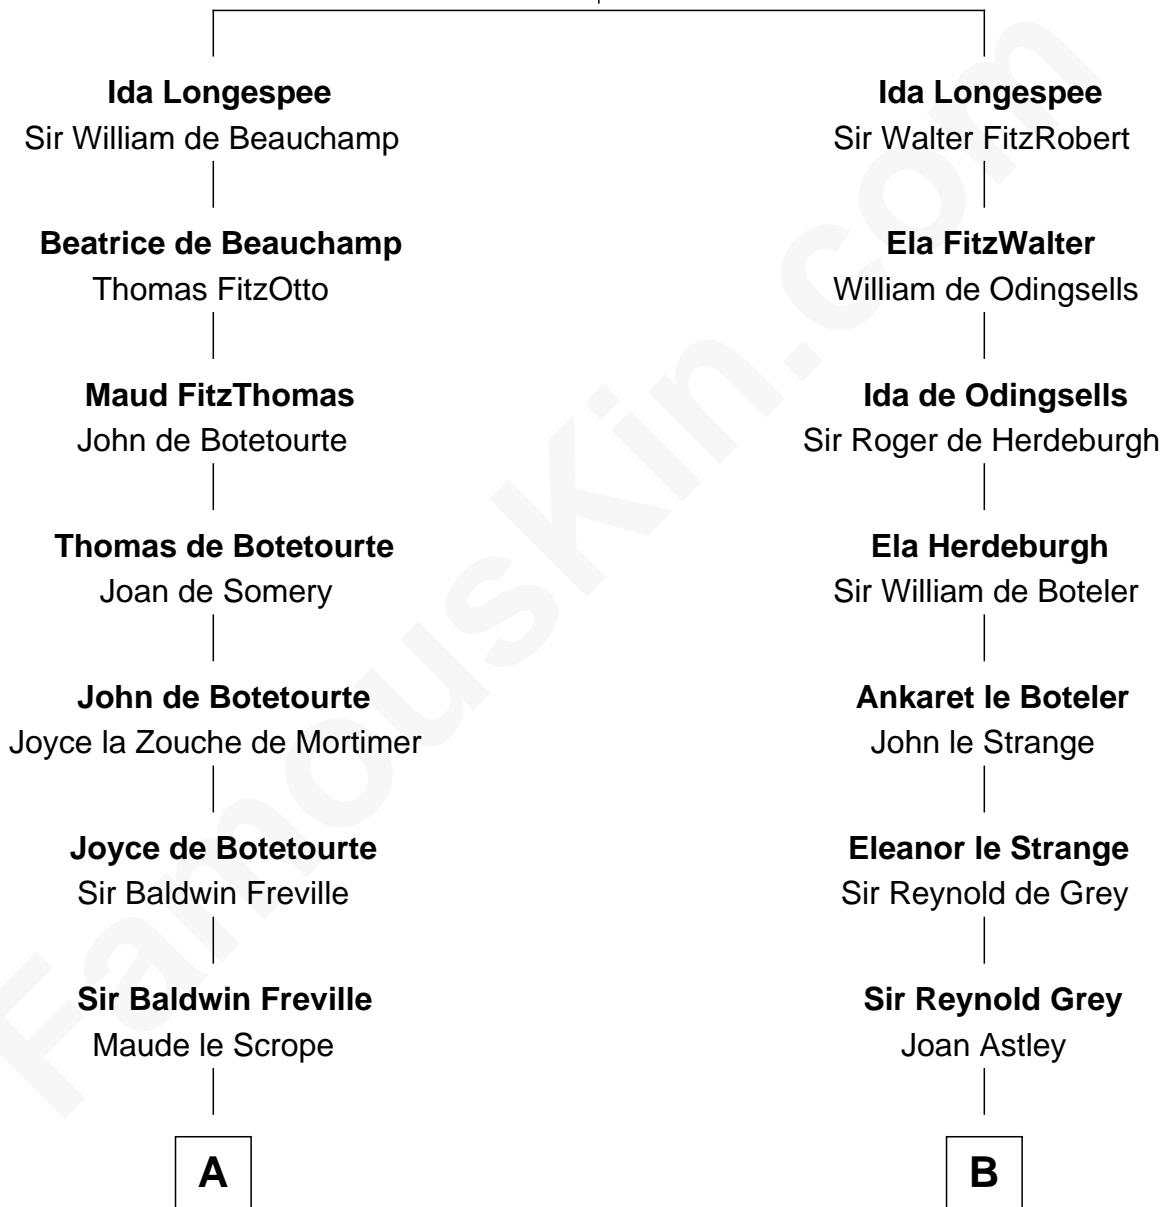 Ida Longespee
Sir William de Beauchamp
Beatrice de Beauchamp
Thomas FitzOtto
Maud FitzThomas
John de Botetourte
Thomas de Botetourte
Joan de Somery
John de Botetourte
Joyce la Zouche de Mortimer
Joyce de Botetourte
Sir Baldwin Freville
Sir Baldwin Freville
Maude le Scrope
A
Ida Longespee
Sir Walter FitzRobert
Ela FitzWalter
William de Odingsells
Ida de Odingsells
Sir Roger de Herdeburgh
Ela Herdeburgh
Sir William de Boteler
Ankaret le Boteler
John le Strange
Eleanor le Strange
Sir Reynold de Grey
Sir Reynold Grey
Joan Astley
B
FamousKin.com